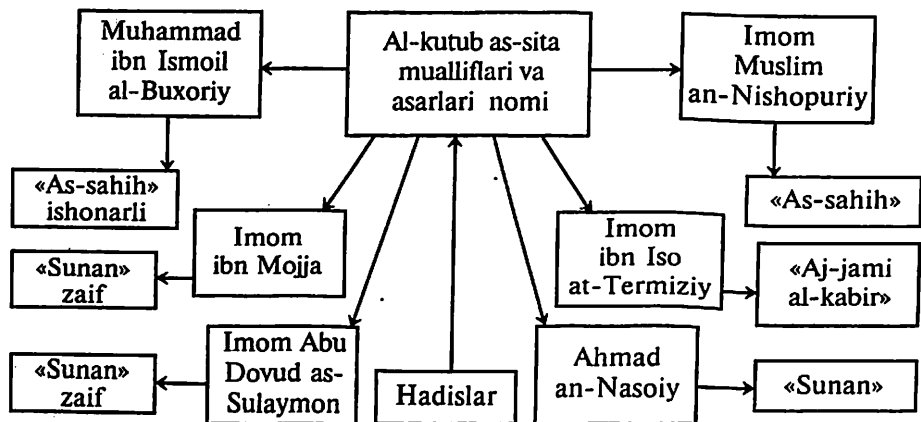 Muhammad
ibn Ismoil
al-Buxoriy
Al-kutub as-sita
mualliflari va
asarlari nomi
Imom
Muslim
an-Nishopuriy
«As-sahih»
ishonarli
«As-sahih»
Imom
ibn Mojja
Imom
ibn Iso
at-Termiziy
«Sunan»
zaif
«Aj-jami
al-kabir»
Imom Abu
Dovud as-
Sulaymon
Hadislar
Ahmad
an-Nasoiy
«Sunan»
zaif
«Sunan»